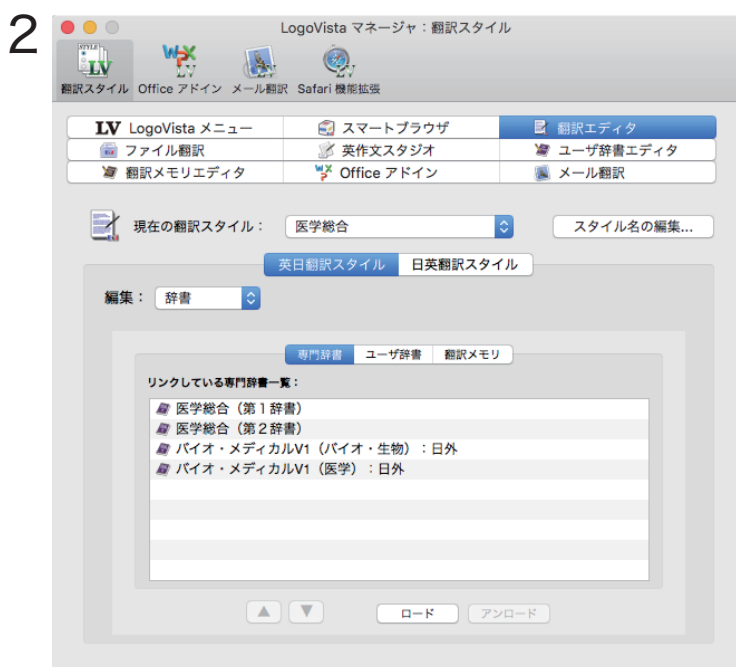 2
LogoVista マネージャ：翻訳スタイル
翻訳スタイル Office アドイン メール翻訳 Safari 機能拡張
LV LogoVista メニュー スマートブラウザ 翻訳エディタ
ファイル翻訳 英作文スタジオ ユーザ辞書エディタ
翻訳メモリエディタ Office アドイン メール翻訳
現在の翻訳スタイル： 医学総合 スタイル名の編集...
英日翻訳スタイル 日英翻訳スタイル
編集： 辞書
専門辞書 ユーザ辞書 翻訳メモリ
リンクしている専門辞書一覧：
医学総合（第１辞書）
医学総合（第２辞書）
バイオ・メディカルV1（バイオ・生物）：日外
バイオ・メディカルV1（医学）：日外
ロード アンロード